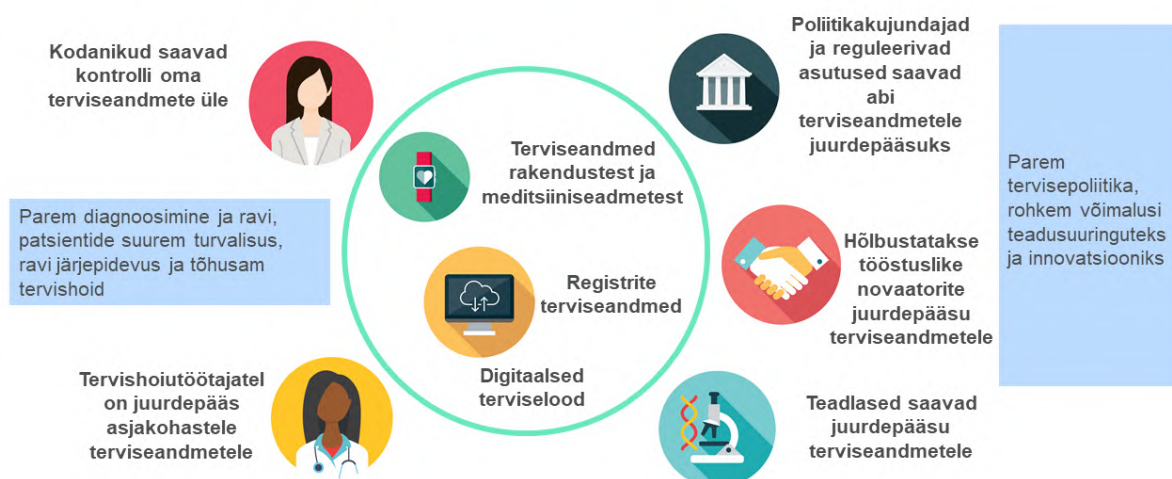 Kodanikud saavad
kontrolli oma
terviseandmete üle
Parem diagnoosimine ja ravi,
patsientide suurem turvalisus,
ravi järjepidevus ja tõhusam
tervishoid
Tervishoiutöötajatel
on juurdepääs
asjakohastele
terviseandmetele
Terviseandmed
rakendustest ja
meditsiiniseadmetest
Registrite
terviseandmed
Digitaalsed
terviselood
Poliitikakujundajad
ja reguleerivad
asutused saavad
abi
terviseandmetele
juurdepääsuks
Hõlbustatakse
tööstuslike
novaatorite
juurdepääsu
terviseandmetele
Teadlased saavad
juurdepääsu
terviseandmetele
Parem
tervisepoliitika,
rohkem võimalusi
teadusuuringuteks
ja innovatsiooniks